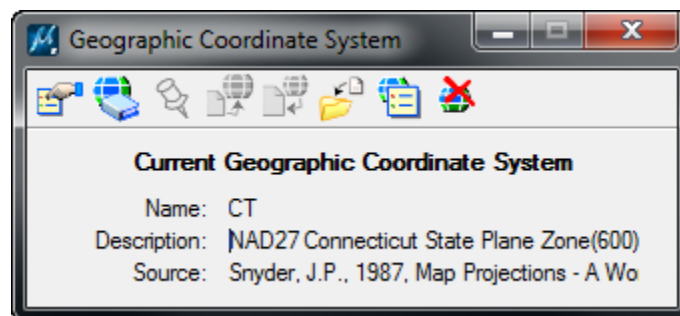 Geographic Coordinate System
Current Geographic Coordinate System
Name: CT
Description: NAD27 Connecticut State Plane Zone(600)
Source: Snyder, J.P., 1987, Map Projections - A Wo